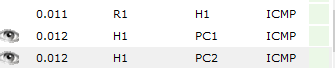 0.011 R1 H1 ICMP
0.012 H1 PC1 ICMP
0.012 H1 PC2 ICMP